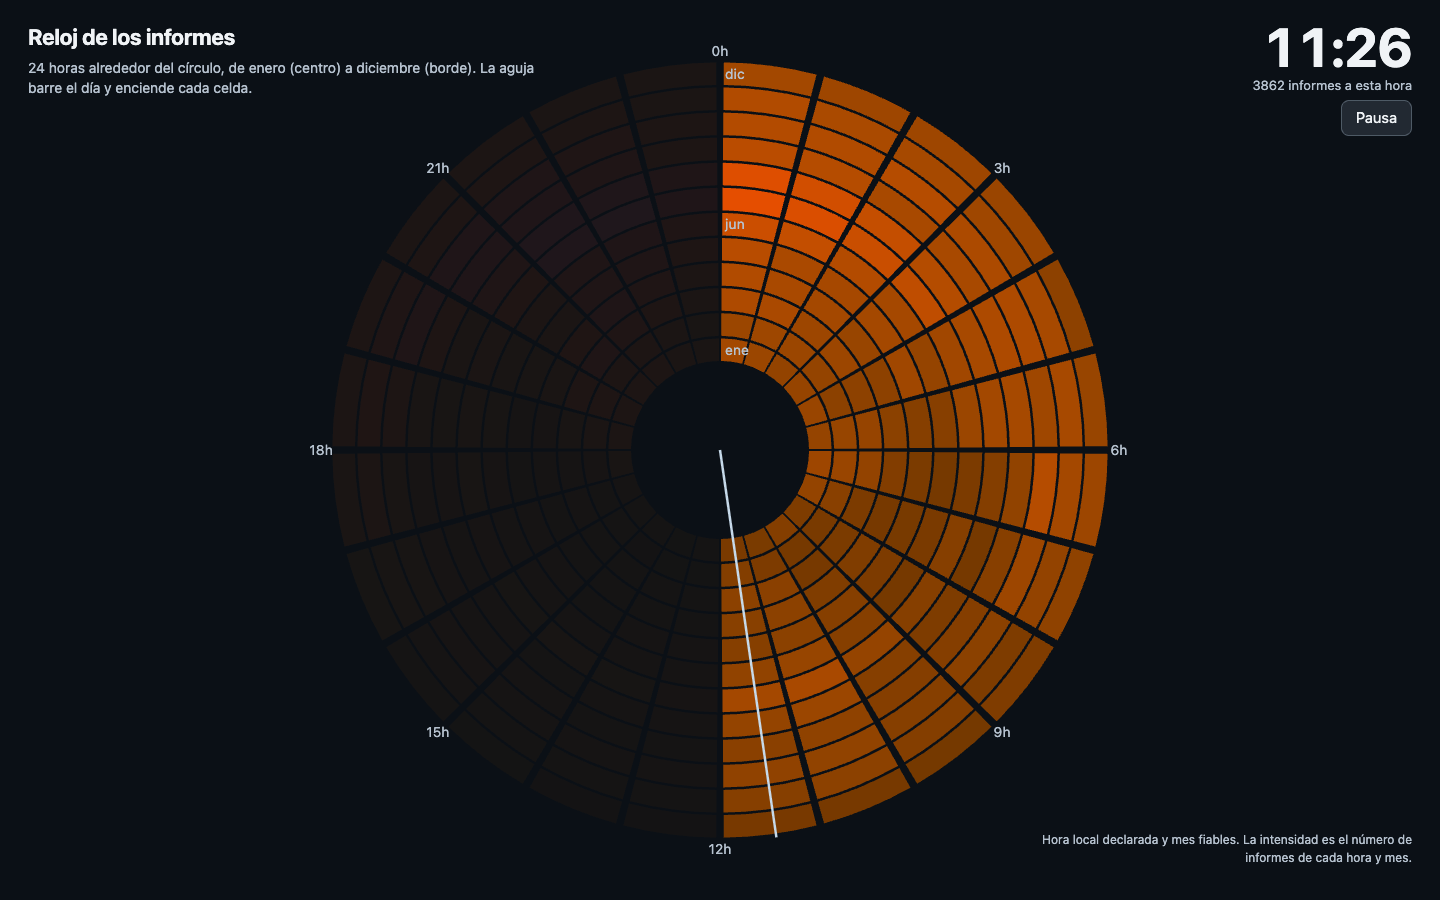 Reloj de los informes
24 horas alrededor del círculo, de enero (centro) a diciembre (borde). La aguja
barre el día y enciende cada celda.
11:26
3862 informes a esta hora
Pausa
0h
dic
21h
3h
jun
ene
18h
6h
15h
9h
12h
Hora local declarada y mes fiables. La intensidad es el número de
informes de cada hora y mes.